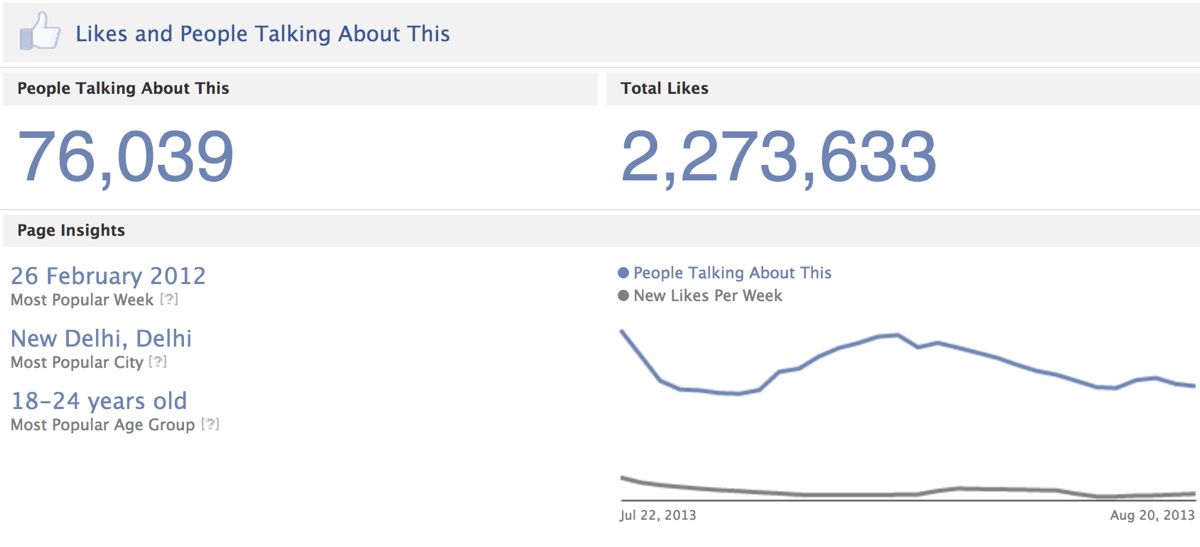 Likes and People Talking About This
People Talking About This
Total Likes
76,039
2,273,633
Page Insights
26 February 2012
Most Popular Week [?]
New Delhi, Delhi
Most Popular City [?]
18–24 years old
Most Popular Age Group [?]
People Talking About This
New Likes Per Week
Jul 22, 2013
Aug 20, 2013